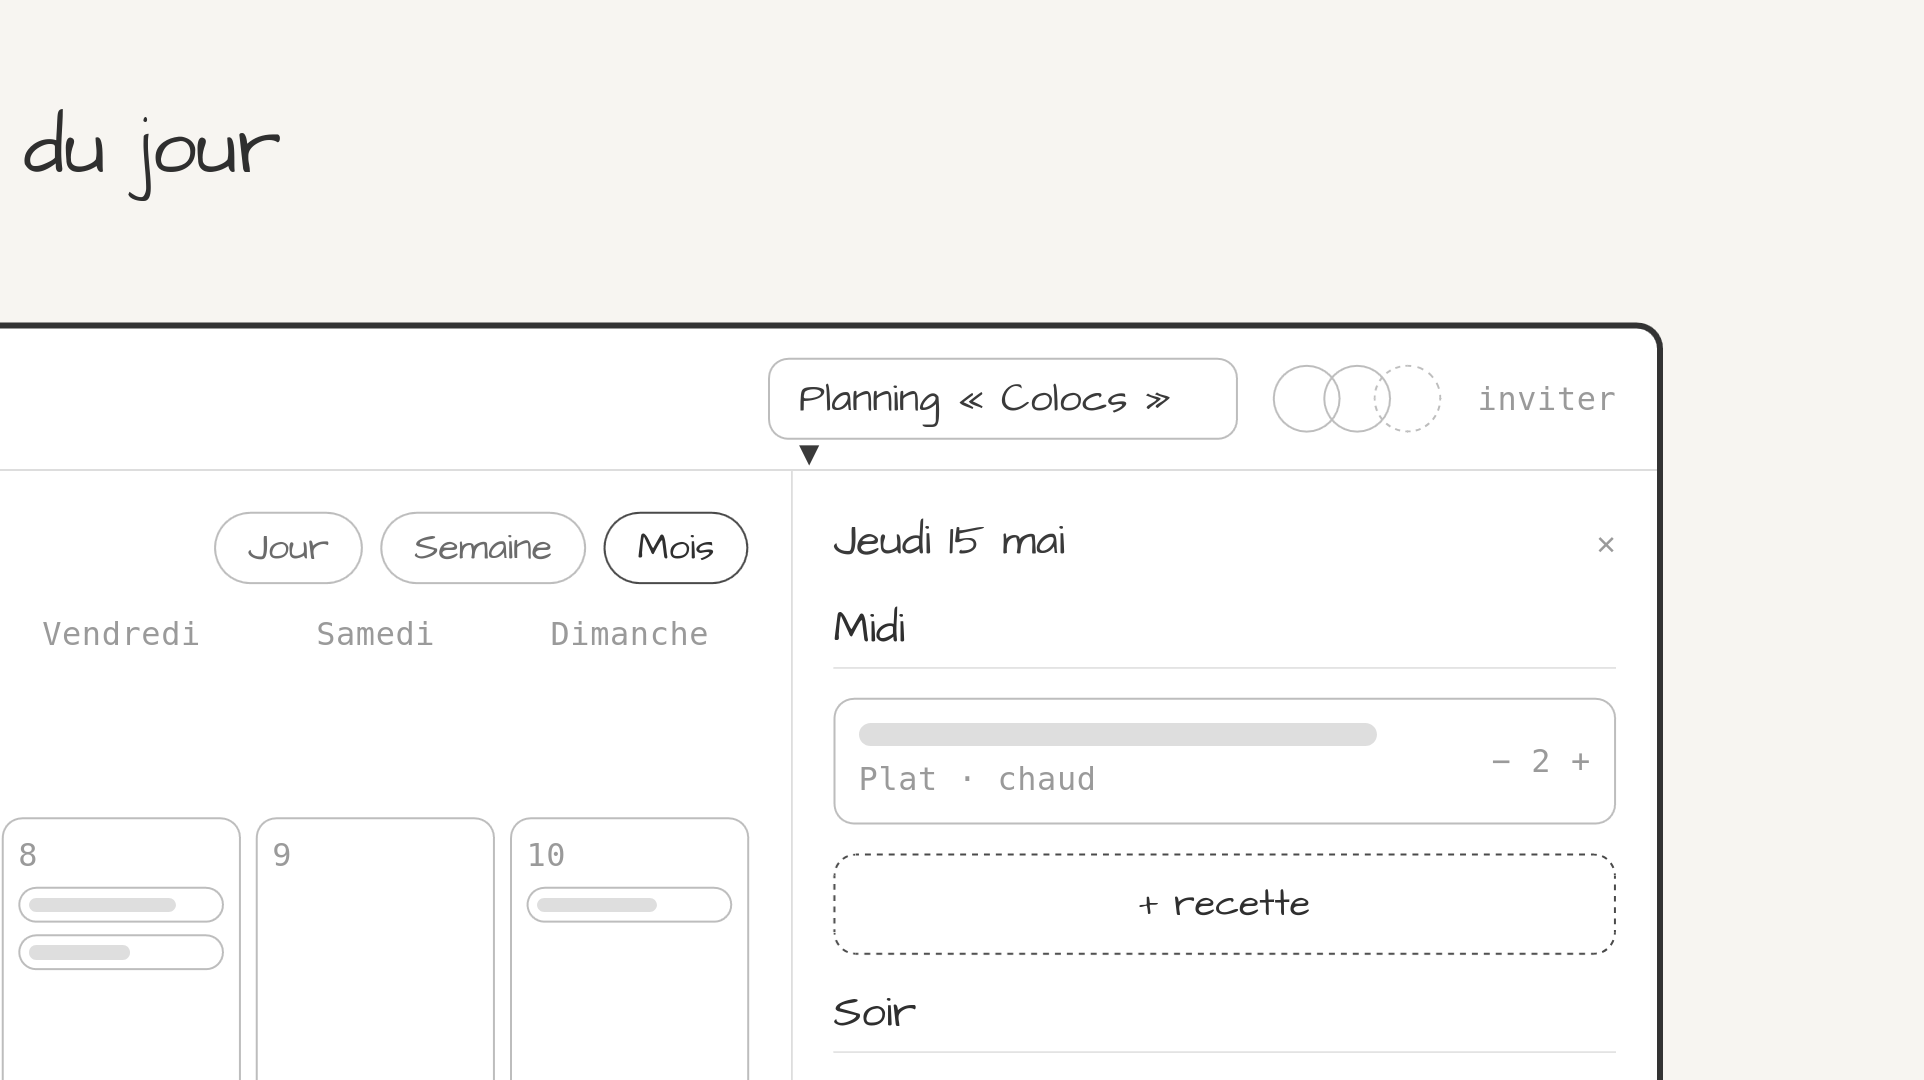 du jour
Planning « Colocs »
▼
inviter
Jour Semaine Mois
Vendredi Samedi Dimanche
8
9
10
Jeudi 15 mai ×
Midi
Plat · chaud
− 2 +
+ recette
Soir